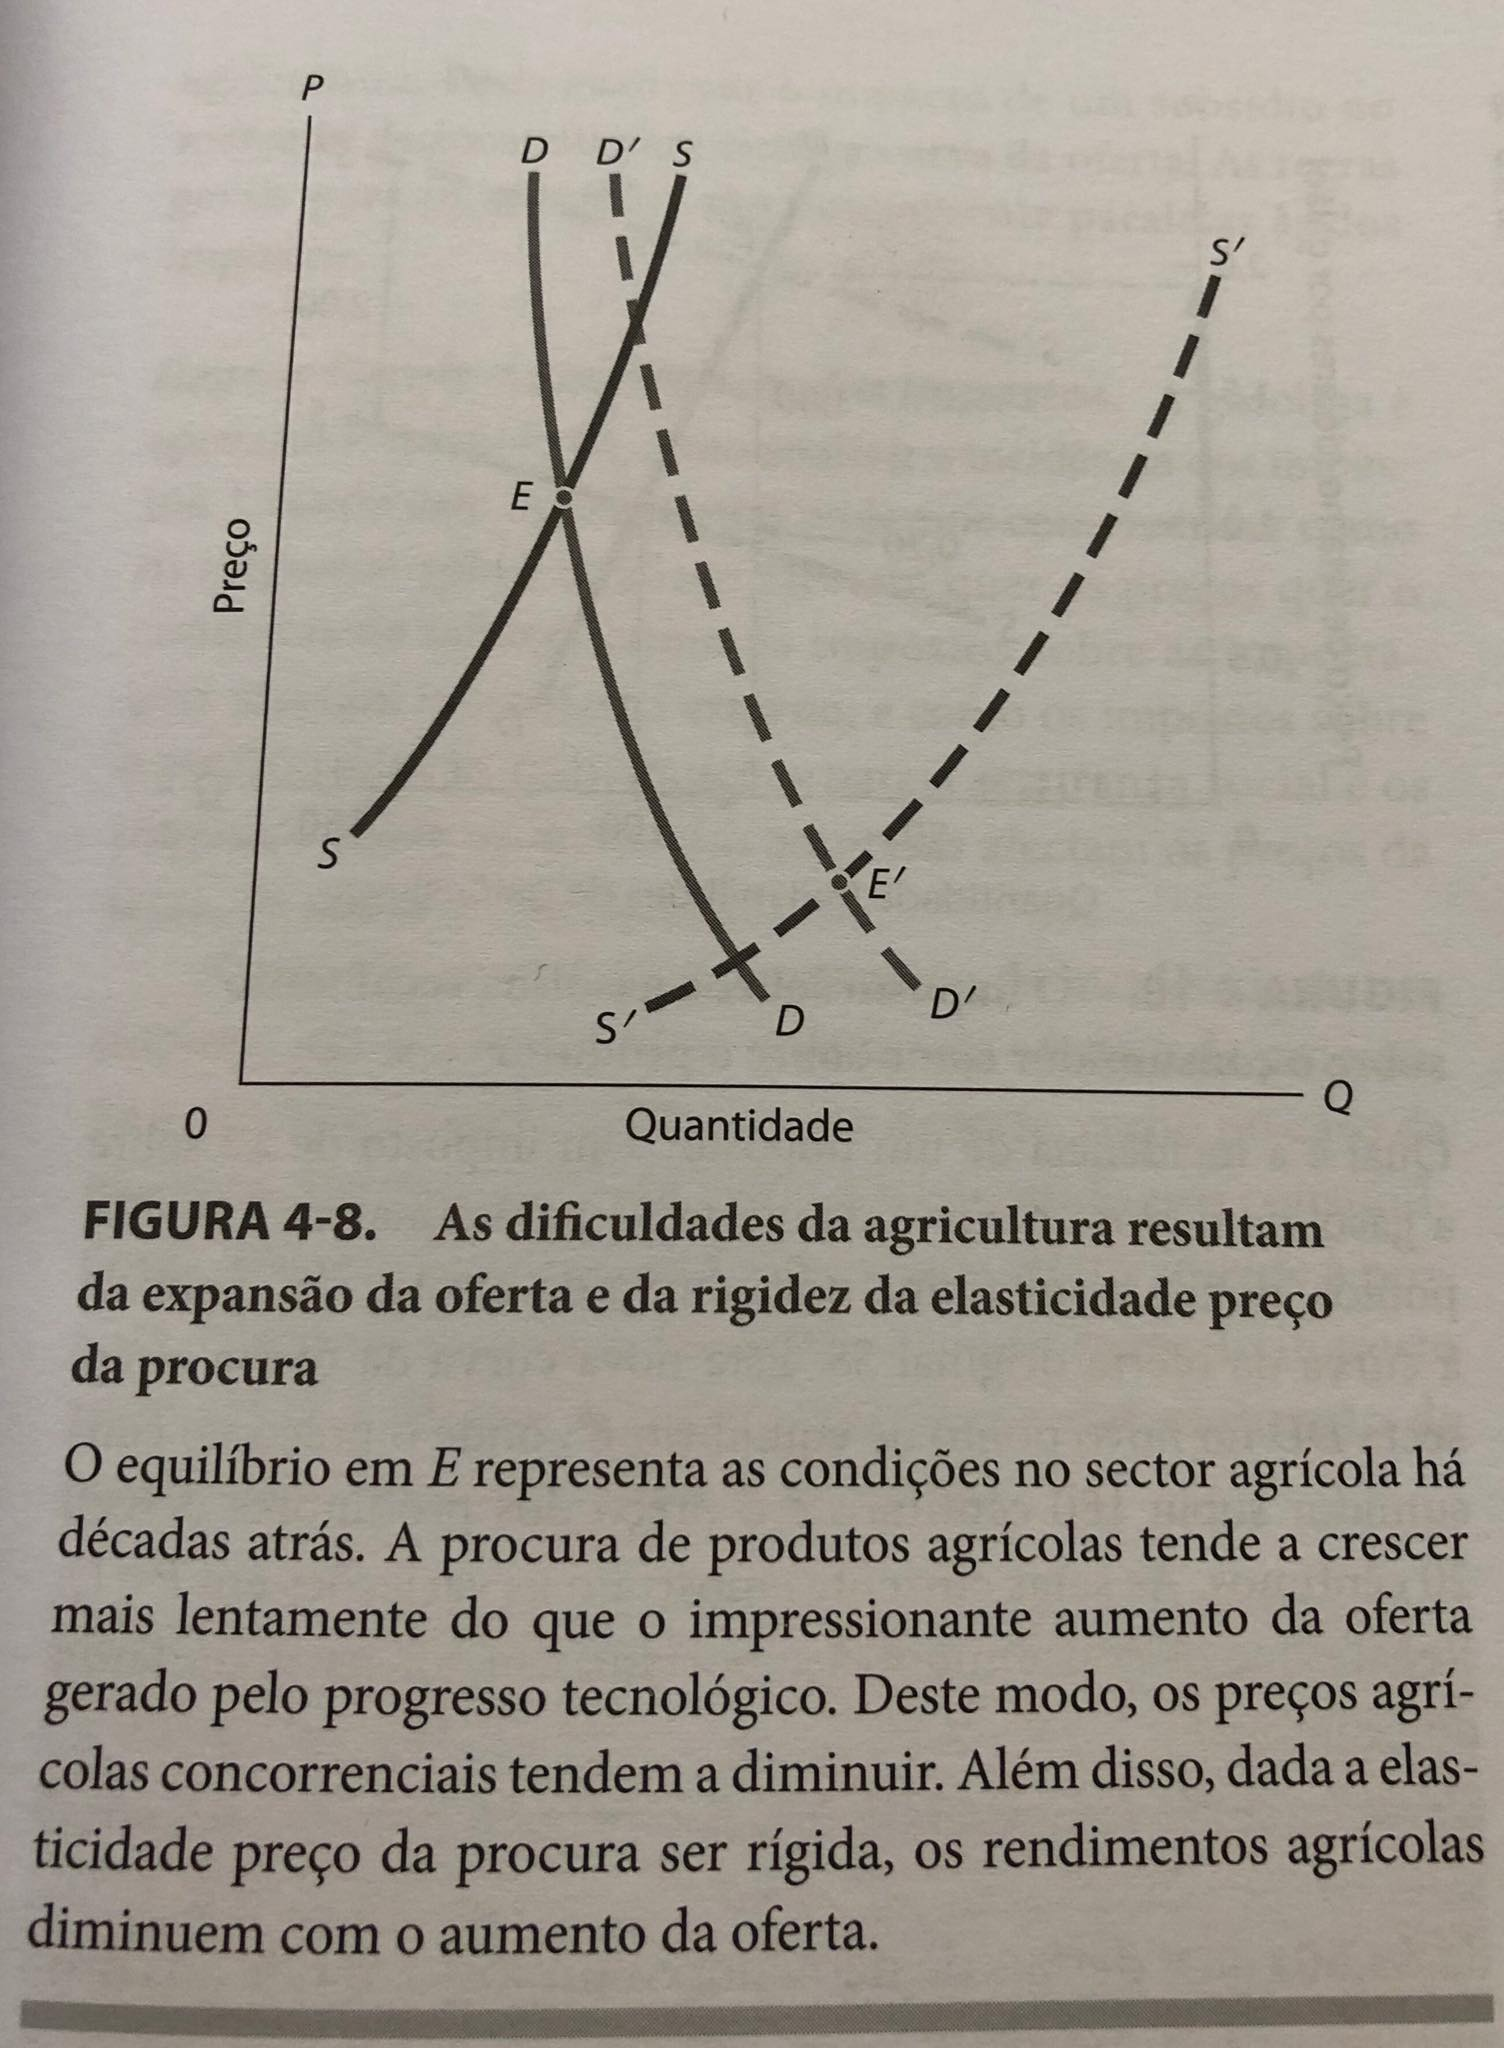 P
D D′ S
S′
E
Preço
S
E′
S′ D D′
0 Quantidade Q
FIGURA 4-8. As dificuldades da agricultura resultam
da expansão da oferta e da rigidez da elasticidade preço
da procura
O equilíbrio em E representa as condições no sector agrícola há
décadas atrás. A procura de produtos agrícolas tende a crescer
mais lentamente do que o impressionante aumento da oferta
gerado pelo progresso tecnológico. Deste modo, os preços agrí-
colas concorrenciais tendem a diminuir. Além disso, dada a elas-
ticidade preço da procura ser rígida, os rendimentos agrícolas
diminuem com o aumento da oferta.